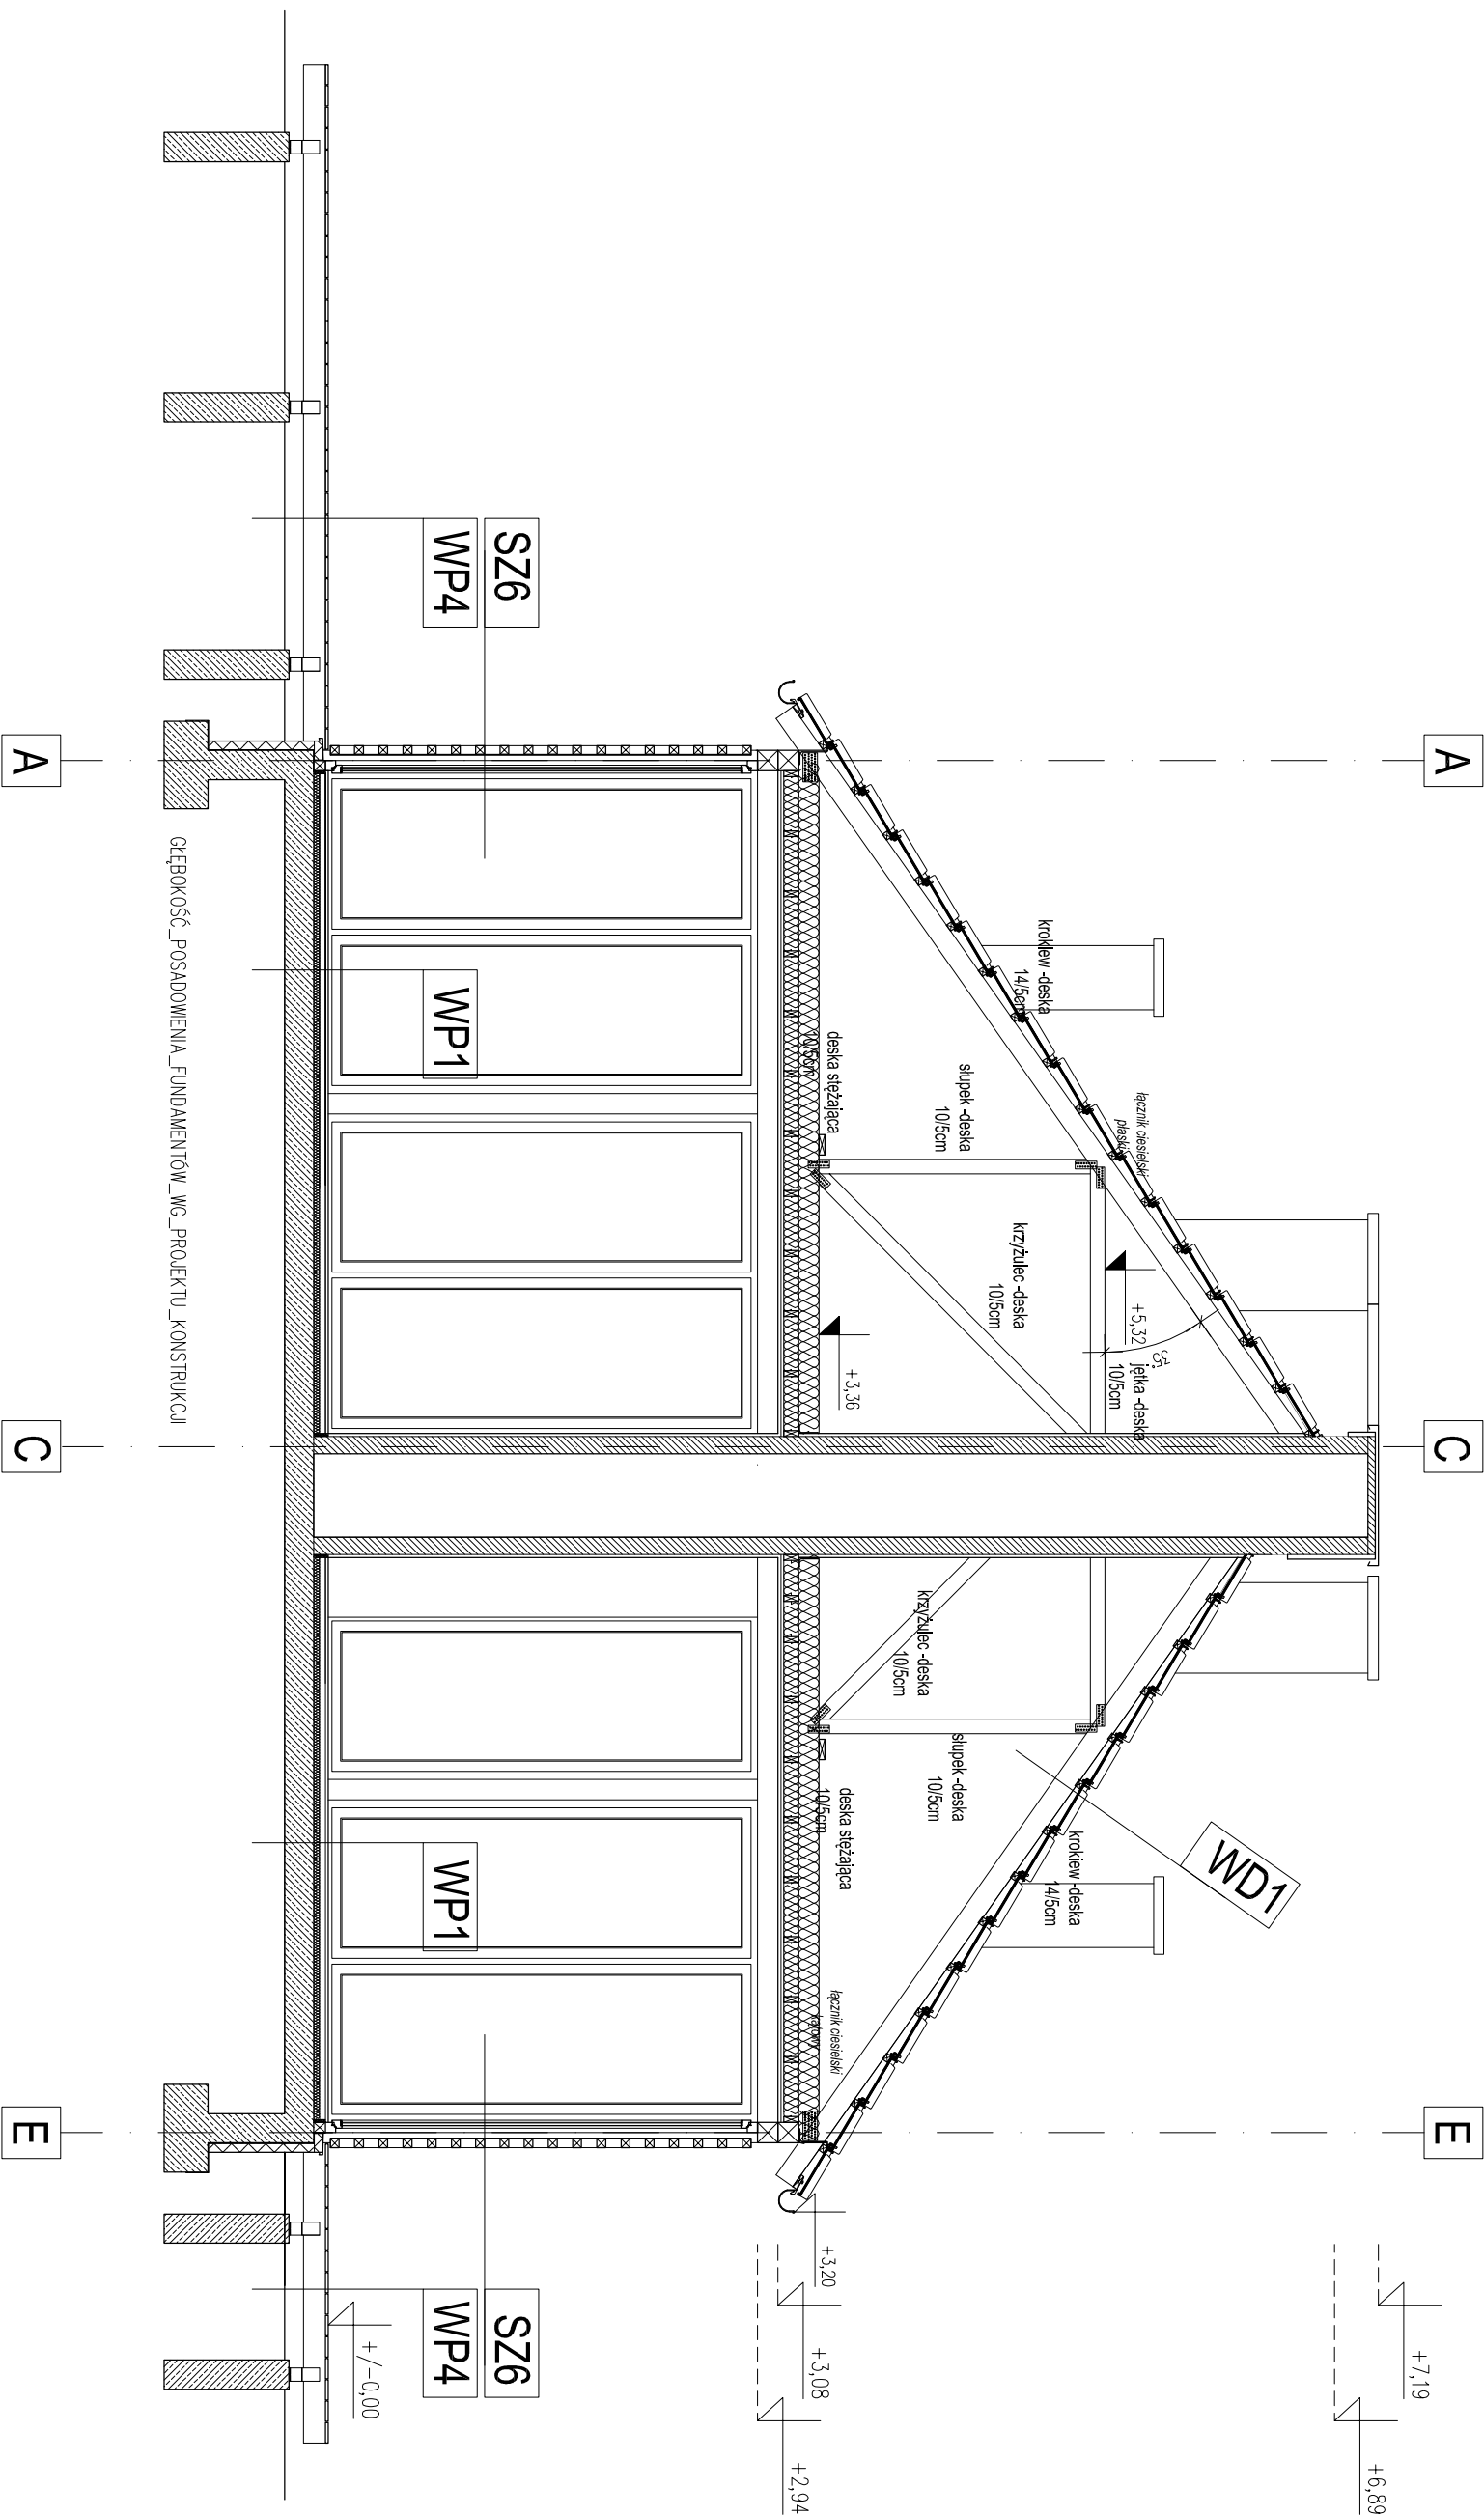 A
C
E
+7,19
+6,89
WD1
krokiew -deska
14/5cm
łącznik ciesielski
płaski
35°
+5,32
jętka -deska
10/5cm
krokiew -deska
14/5cm
słupek -deska
10/5cm
krzyżulec -deska
10/5cm
krzyżulec -deska
10/5cm
słupek -deska
10/5cm
deska stężająca
10/5cm
+3,36
deska stężająca
10/5cm
łącznik ciesielski
kątowy
+3,20
+3,08
+2,94
SZ6
WP4
WP1
WP1
SZ6
WP4
+/-0,00
GŁĘBOKOŚĆ_POSADOWIENIA_FUNDAMENTÓW_WG_PROJEKTU_KONSTRUKCJI
A
C
E